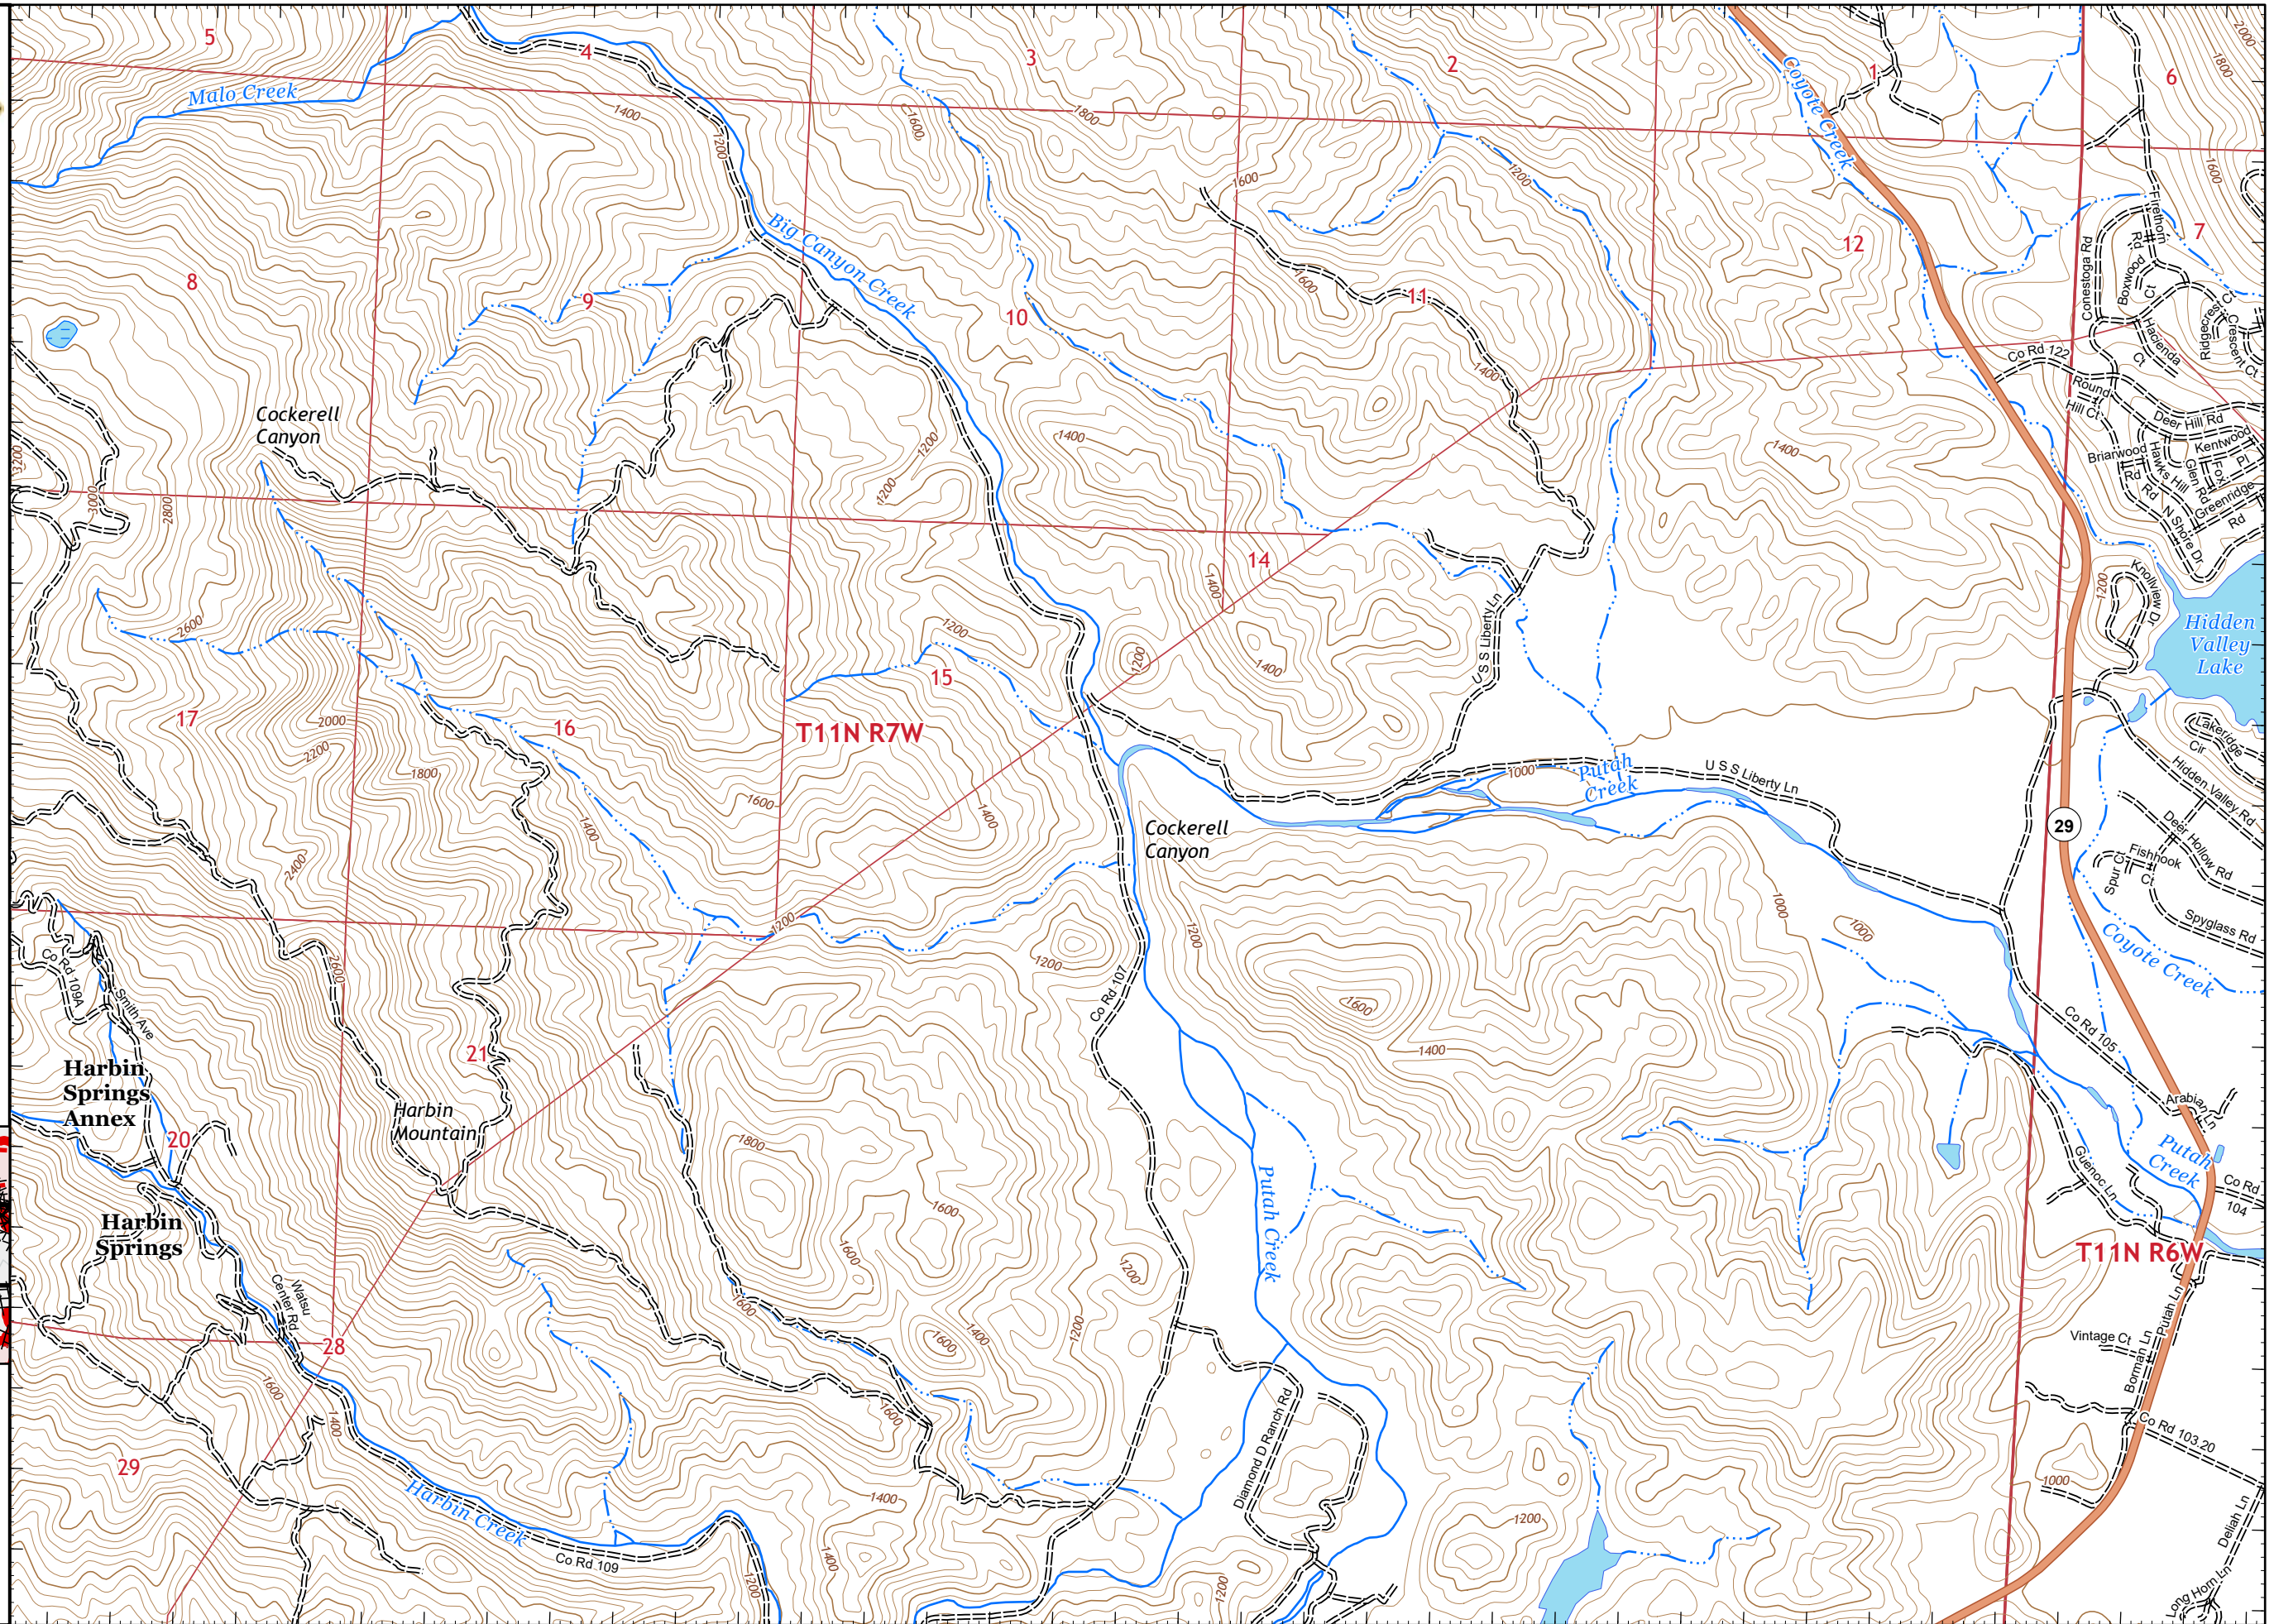 5
4
3
2
1
6
2000
1800
Malo Creek
1400
1200
1600
1800
1200
Coyote Creek
1600
1600
Big Canyon Creek
8
9
10
1600
11
12
7
Firethorn
Rd
Boxwood
Ct
Conestoga Rd
Hacienda
Ct
Ridgecrest Ct
Crescent Ct
Co Rd 122
Round
Hill Ct
Deer Hill Rd
Kentwood
Pl
Briarwood
Rd
Hawks Hill
Rd
Glen Rd
Fox
Greenridge
Rd
N Shore Dr
Cockerell
Canyon
3200
3000
2800
1200
1200
1400
1400
1400
14
1400
1200
1400
1200
Knollview Dr
Hidden
Valley
Lake
2600
17
2000
2200
1800
16
15
1200
T11N R7W
1600
1400
1400
2400
U S S Liberty Ln
1000
Putah
Creek
U S S Liberty Ln
29
Lakeridge
Cir
Hidden Valley Rd
Deer Hollow Rd
Fishhook
Ct
Spur Ct
Spyglass Rd
Coyote Creek
Cockerell
Canyon
1200
1200
1200
1000
1000
1600
1400
Co Rd 107
Co Rd 109A
Smith Ave
2600
21
Harbin
Springs
Annex
20
Harbin
Mountain
Harbin
Springs
Watsu
Center Rd
28
29
1600
1400
Harbin Creek
Co Rd 109
1200
1800
1600
1600
1600
1600
1400
1200
1200
1600
1400
1400
1200
Putah Creek
Diamond D Ranch Rd
1200
Co Rd 105
Arabian Ln
Putah
Creek
Guenoc Ln
Co Rd
104
T11N R6W
Putah Ln
Vintage Ct
Borman Ln
Co Rd 103.20
1000
Deliah Ln
Long Horn Ln